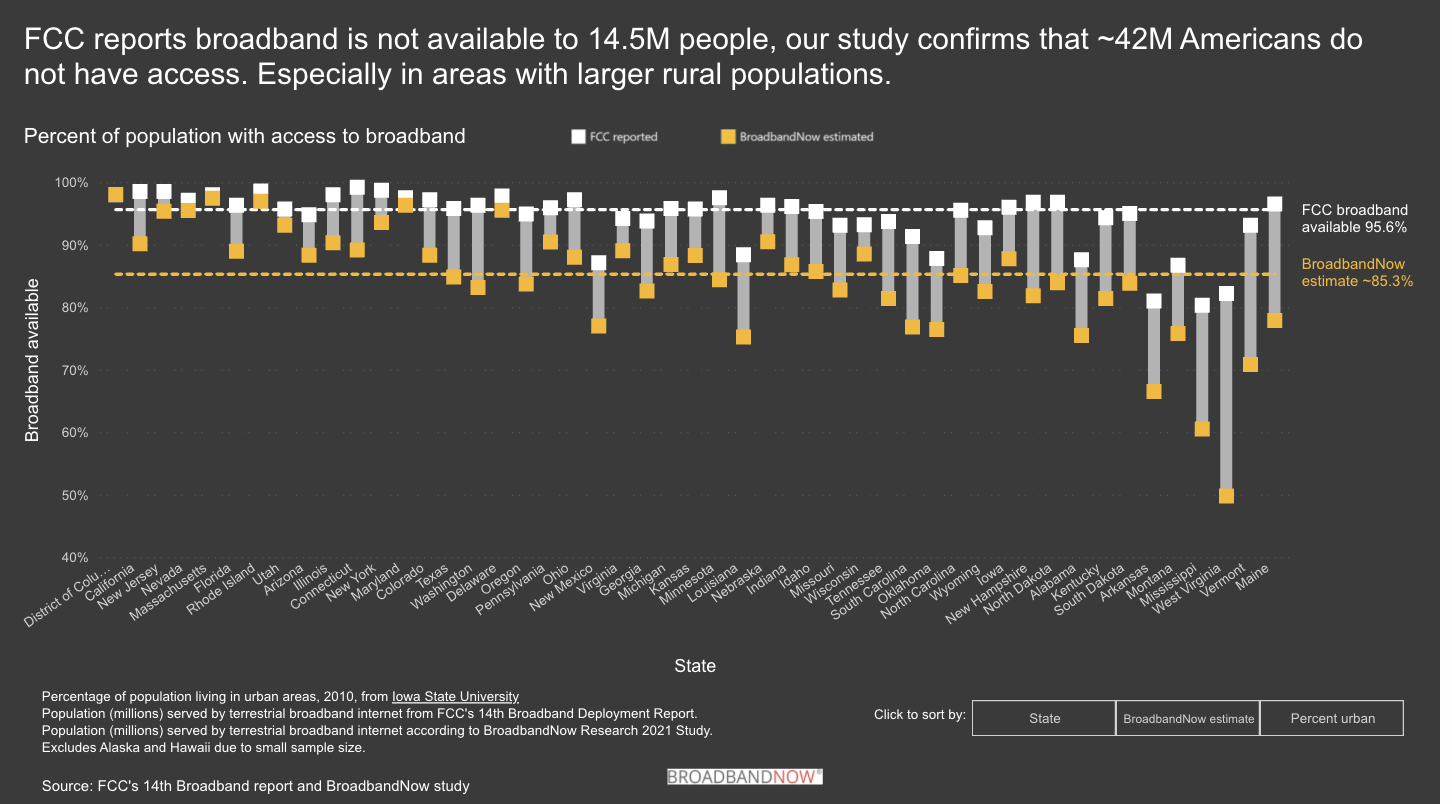 FCC reports broadband is not available to 14.5M people, our study confirms that ~42M Americans do
not have access. Especially in areas with larger rural populations.
Percent of population with access to broadband
FCC reported
BroadbandNow estimated
Broadband available
100%
90%
80%
70%
60%
50%
40%
FCC broadband
available 95.6%
BroadbandNow
estimate ~85.3%
District of Colu...
California
New Jersey
Nevada
Massachusetts
Florida
Rhode Island
Utah
Arizona
Illinois
Connecticut
New York
Maryland
Colorado
Texas
Washington
Delaware
Oregon
Pennsylvania
Ohio
New Mexico
Virginia
Georgia
Michigan
Kansas
Minnesota
Louisiana
Nebraska
Indiana
Idaho
Missouri
Wisconsin
Tennessee
South Carolina
Oklahoma
North Carolina
Wyoming
Iowa
New Hampshire
North Dakota
Alabama
Kentucky
South Dakota
Arkansas
Montana
Mississippi
West Virginia
Vermont
Maine
State
Percentage of population living in urban areas, 2010, from Iowa State University
Population (millions) served by terrestrial broadband internet from FCC's 14th Broadband Deployment Report.
Population (millions) served by terrestrial broadband internet according to BroadbandNow Research 2021 Study.
Excludes Alaska and Hawaii due to small sample size.
Click to sort by:
State
BroadbandNow estimate
Percent urban
Source: FCC's 14th Broadband report and BroadbandNow study
BROADBANDNOW®